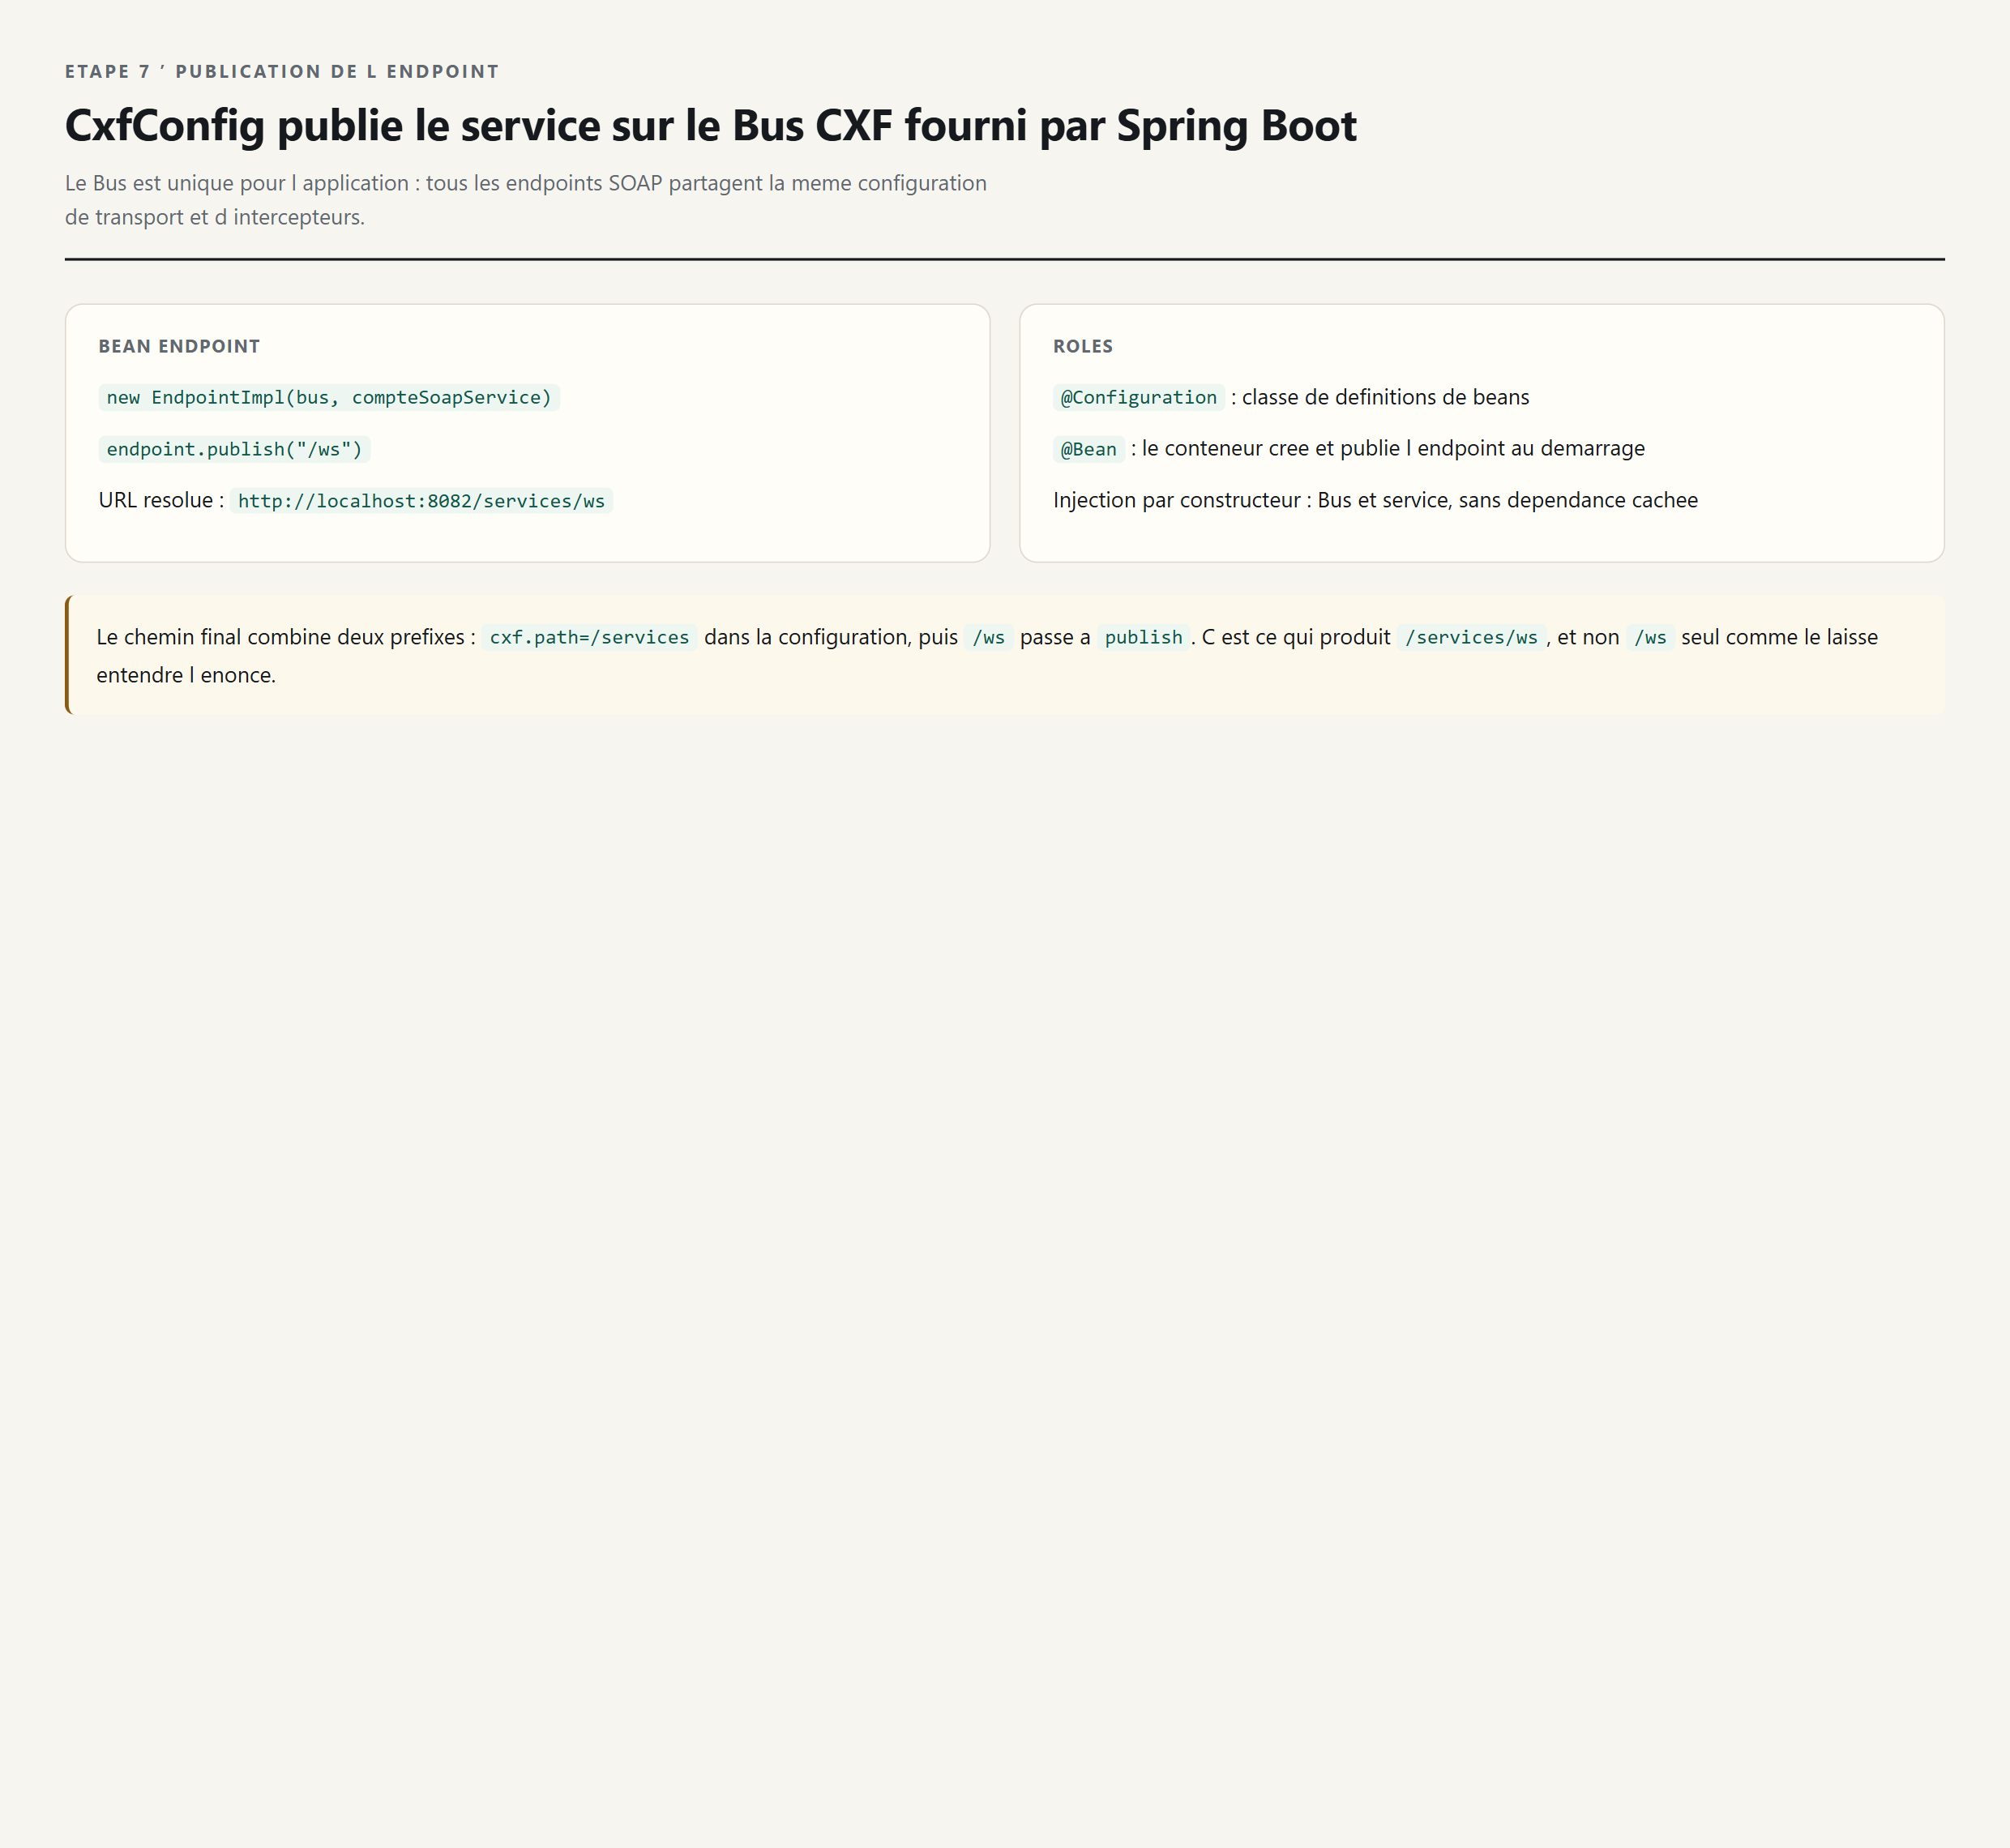 ETAPE 7 ’ PUBLICATION DE L ENDPOINT
CxfConfig publie le service sur le Bus CXF fourni par Spring Boot
Le Bus est unique pour l application : tous les endpoints SOAP partagent la meme configuration
de transport et d intercepteurs.
BEAN ENDPOINT
new EndpointImpl(bus, compteSoapService)
endpoint.publish("/ws")
URL resolue : http://localhost:8082/services/ws
ROLES
@Configuration : classe de definitions de beans
@Bean : le conteneur cree et publie l endpoint au demarrage
Injection par constructeur : Bus et service, sans dependance cachee
Le chemin final combine deux prefixes : cxf.path=/services dans la configuration, puis /ws passe a publish. C est ce qui produit /services/ws, et non /ws seul comme le laisse
entendre l enonce.